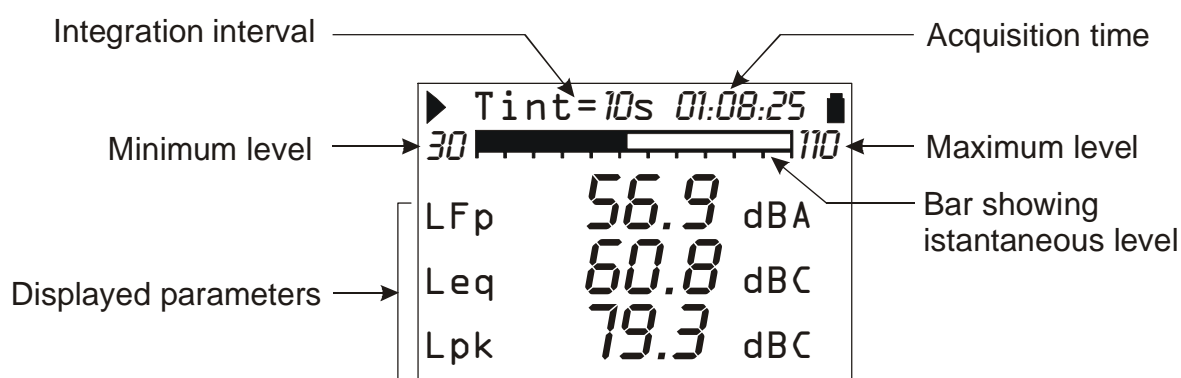 Integration interval
Acquisition time
Tint=10s 01:08:25
Minimum level
30
110
Maximum level
LFp 56.9 dBA
Bar showing
istantaneous level
Leq 60.8 dBC
Displayed parameters
Lpk 79.3 dBC